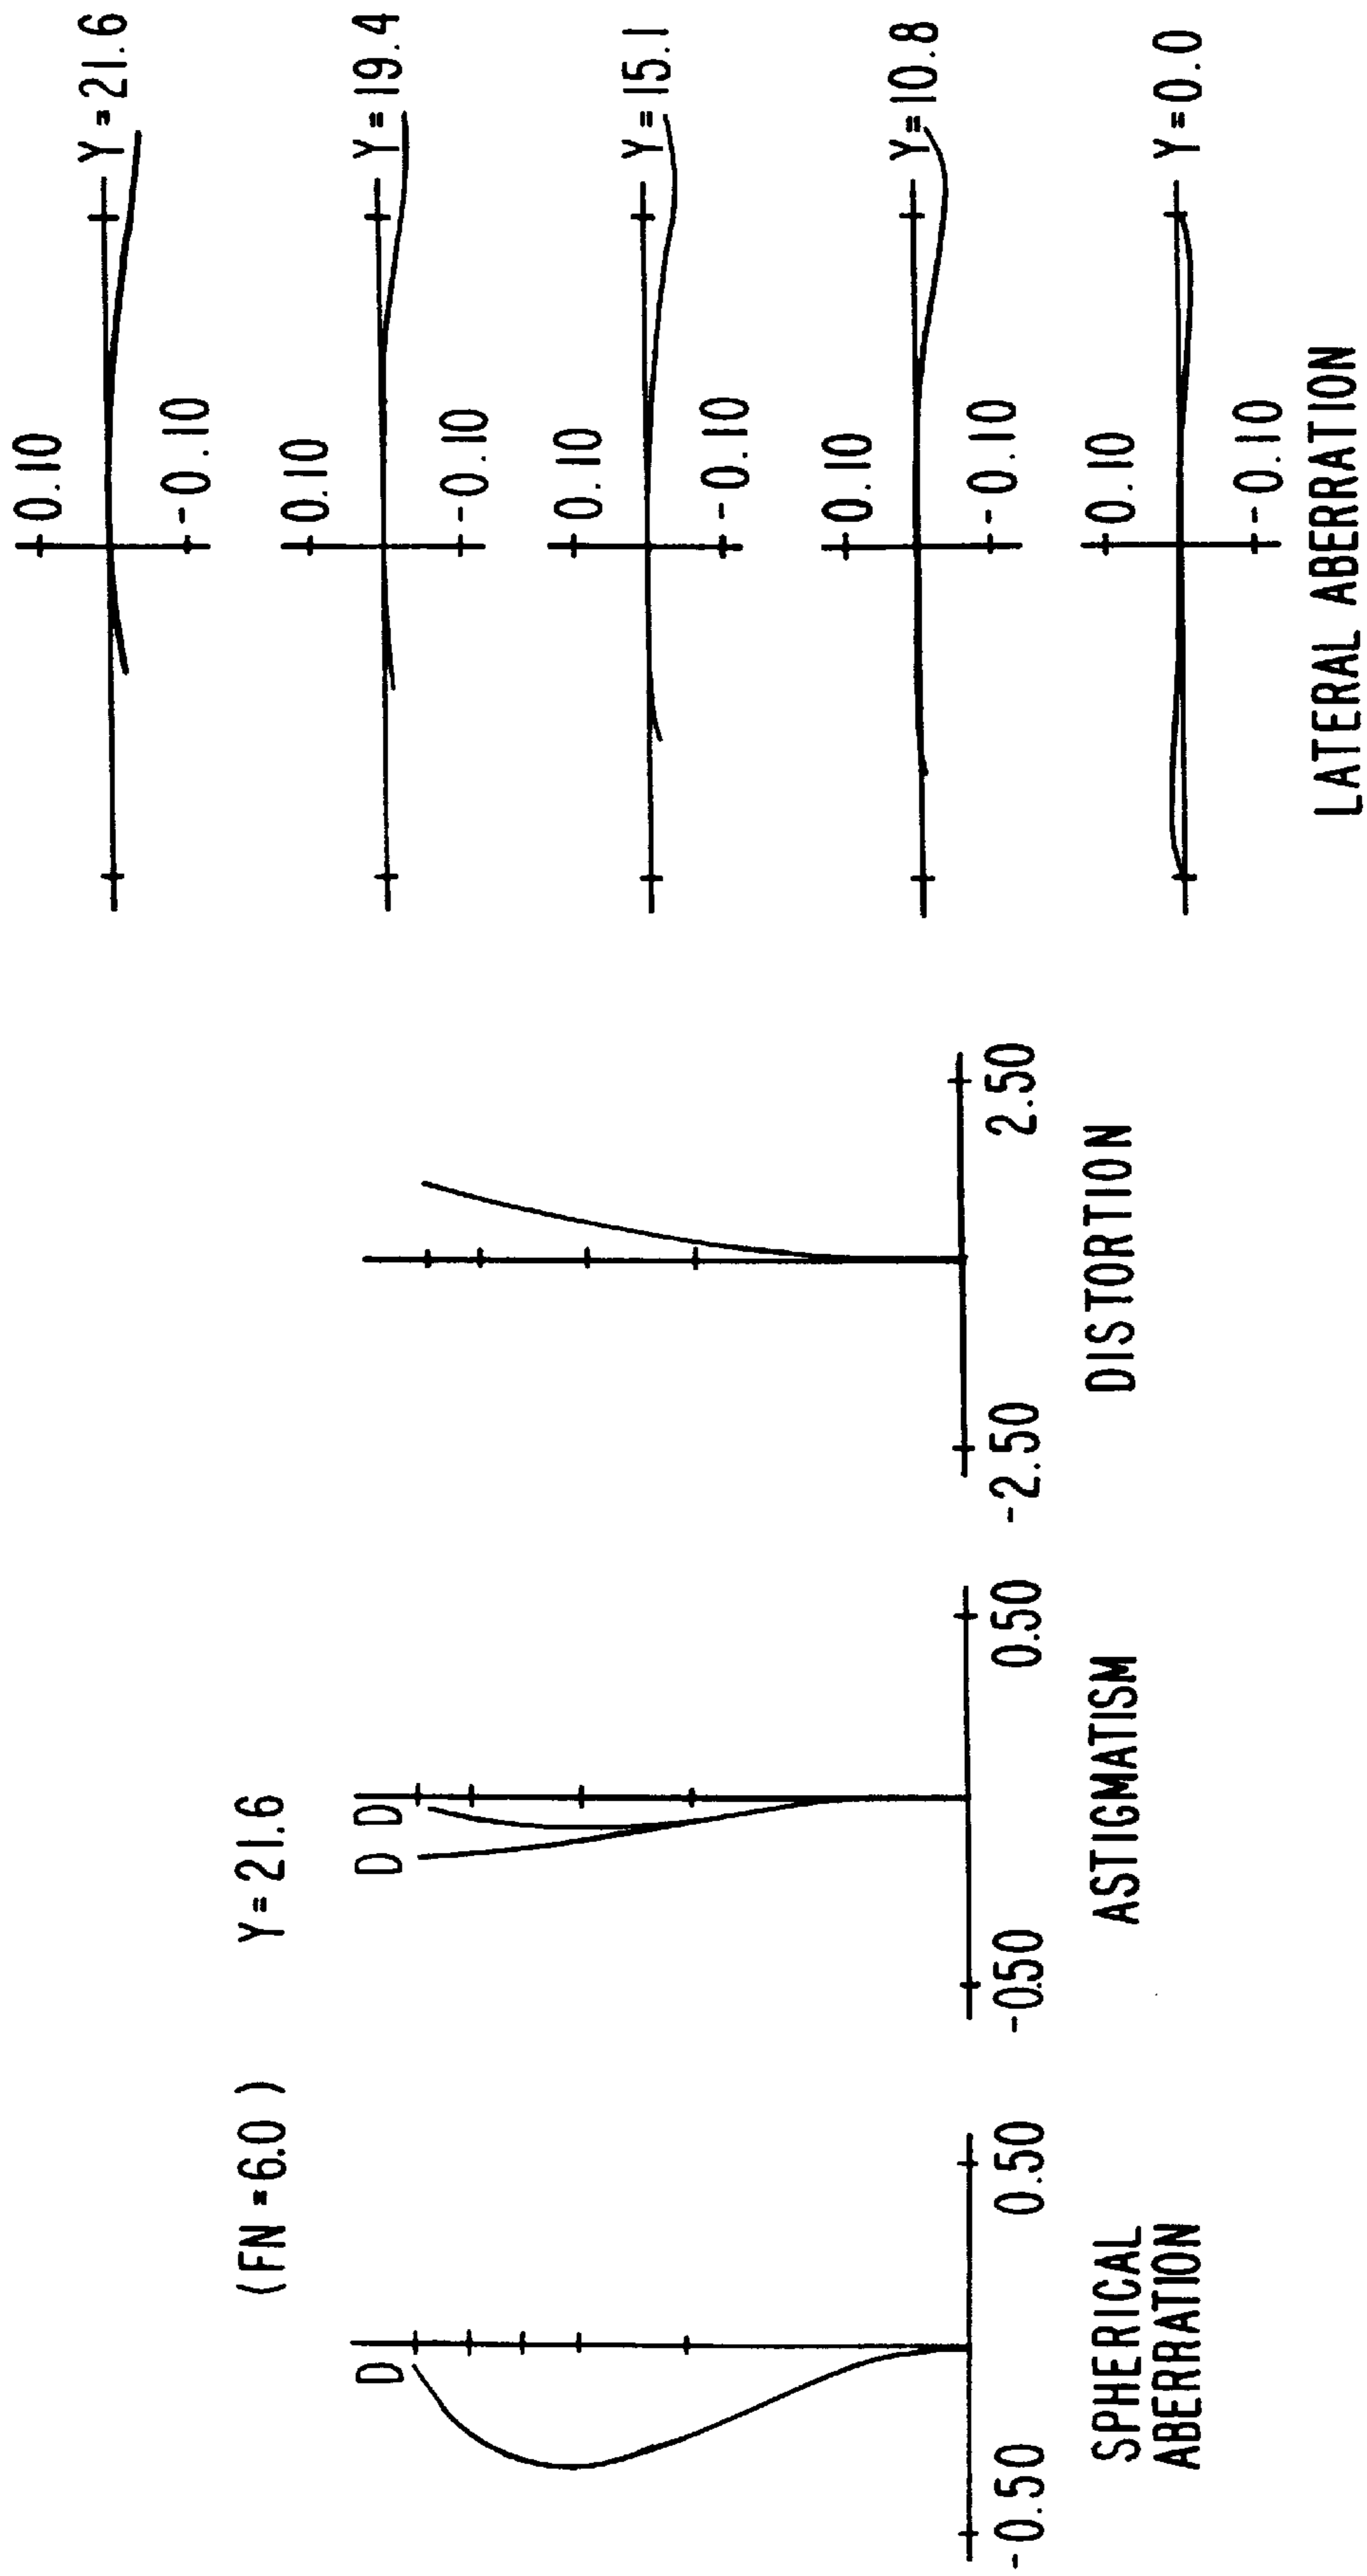 (FN=6.0)
D
-0.50
0.50
SPHERICAL
ABERRATION
Y=21.6
D D
-0.50
0.50
ASTIGMATISM
-2.50
2.50
DISTORTION
0.10
-0.10
Y=21.6
0.10
-0.10
Y=19.4
0.10
-0.10
Y=15.1
0.10
-0.10
Y=10.8
0.10
-0.10
Y=0.0
LATERAL ABERRATION